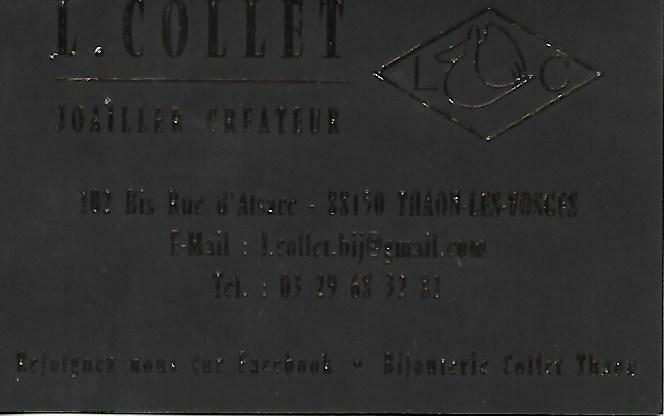 L. COLLET
L C
JOAILLER CREATEUR
102 Bis Rue d'Alsace - 88150 THAON-LES-VOSGES
E-Mail : l.collet.bij@gmail.com
Tel. : 03 29 68 32 81
Rejoignez nous sur Facebook - Bijouterie Collet Thaon